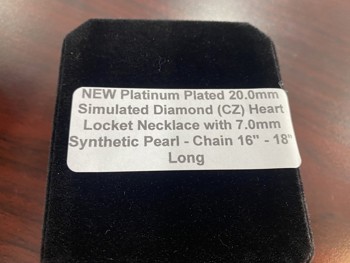 NEW Platinum Plated 20.0mm
Simulated Diamond (CZ) Heart
Locket Necklace with 7.0mm
Synthetic Pearl - Chain 16" - 18"
Long